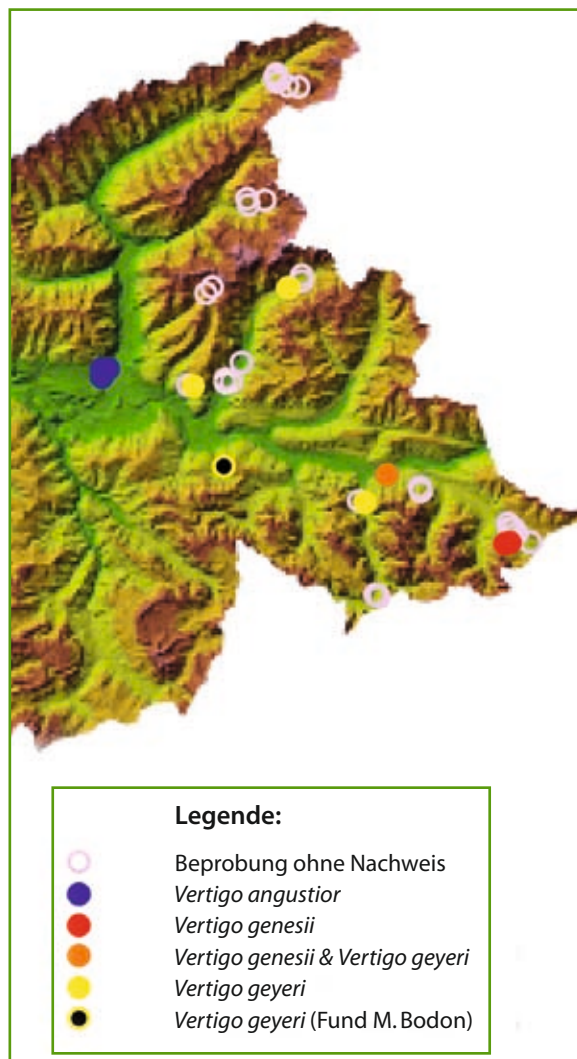 Legende:
Beprobung ohne Nachweis
Vertigo angustior
Vertigo genesii
Vertigo genesii & Vertigo geyeri
Vertigo geyeri
Vertigo geyeri (Fund M. Bodon)